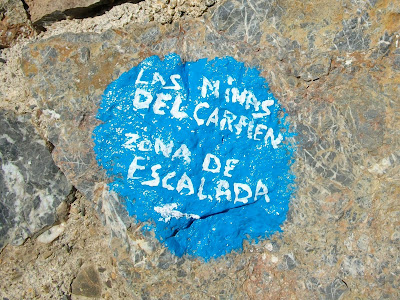 LAS MINAS
DEL CARMEN
ZONA DE
ESCALADA